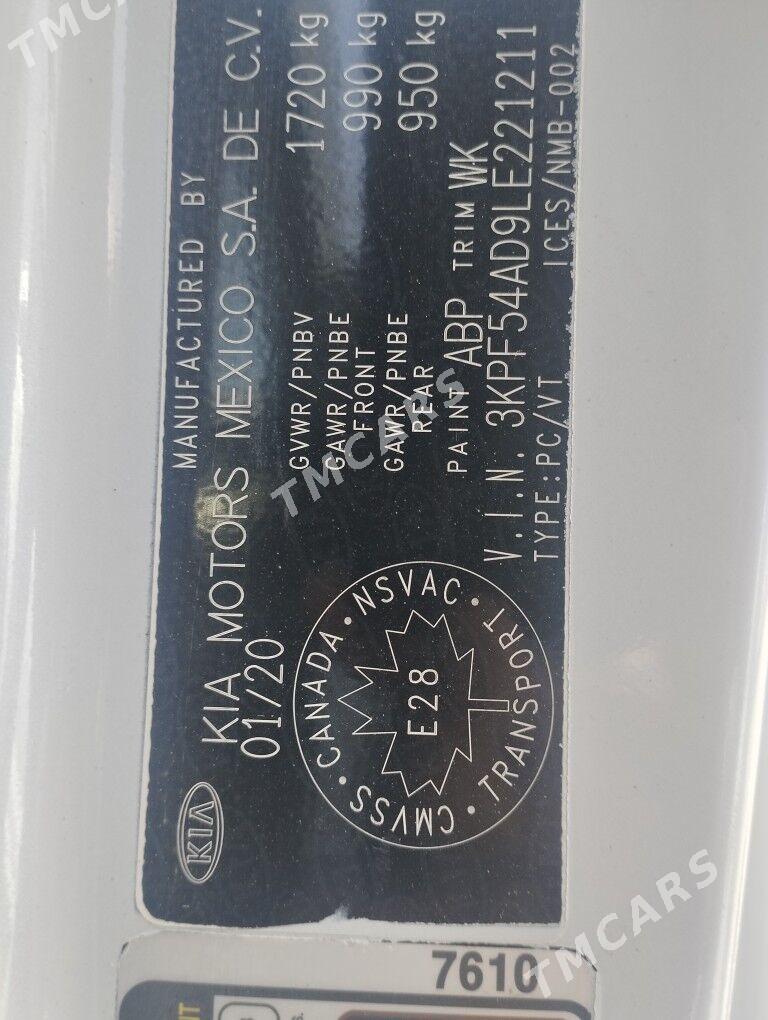 MANUFACTURED BY
KIA MOTORS MEXICO S.A. DE C.V.
01/20
GVWR/PNBV 1720 kg
GAWR/PNBE FRONT 990 kg
GAWR/PNBE REAR 950 kg
PAINT ABP TRIM WK
V.I.N. 3KPF54AD9LE221211
TYPE:PC/VT ICES/NMB-002
KIA
CMVSS • CANADA • NSVAC • TRANSPORT •
E28
7610
TMCARS
TMCARS
TMCARS
TMCARS